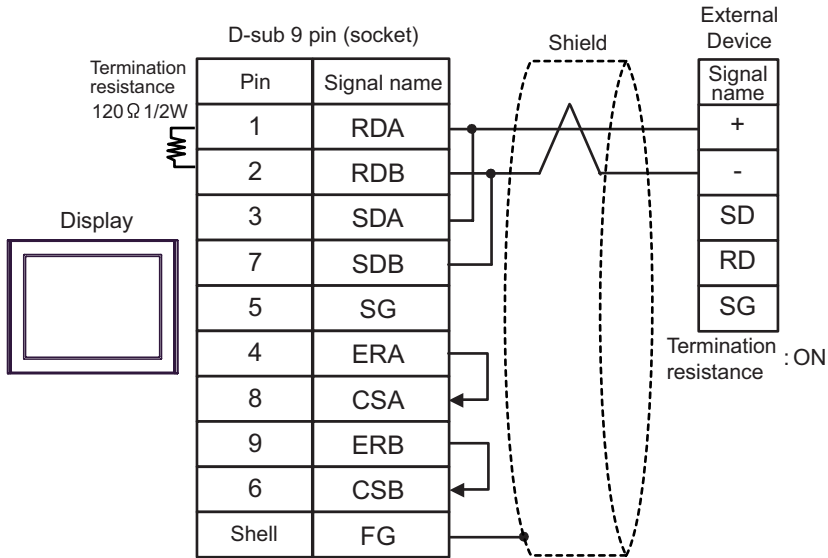 D-sub 9 pin (socket)
Shield
External
Device
Termination
resistance
120Ω 1/2W
Pin Signal name
Signal
name
1 RDA
+
2 RDB
-
3 SDA
SD
Display
7 SDB
RD
5 SG
SG
4 ERA
Termination
resistance : ON
8 CSA
9 ERB
6 CSB
Shell FG